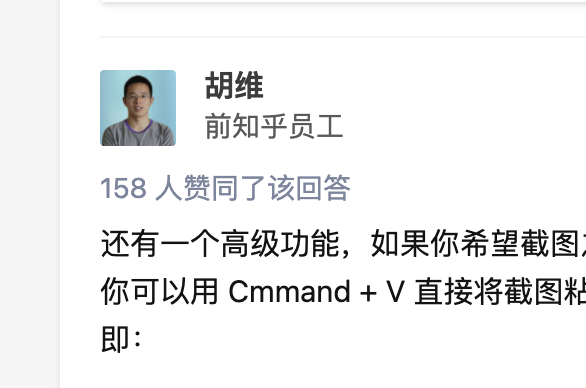 胡维
前知乎员工
158 人赞同了该回答
还有一个高级功能，如果你希望截图
你可以用 Cmmand + V 直接将截图粘
即：